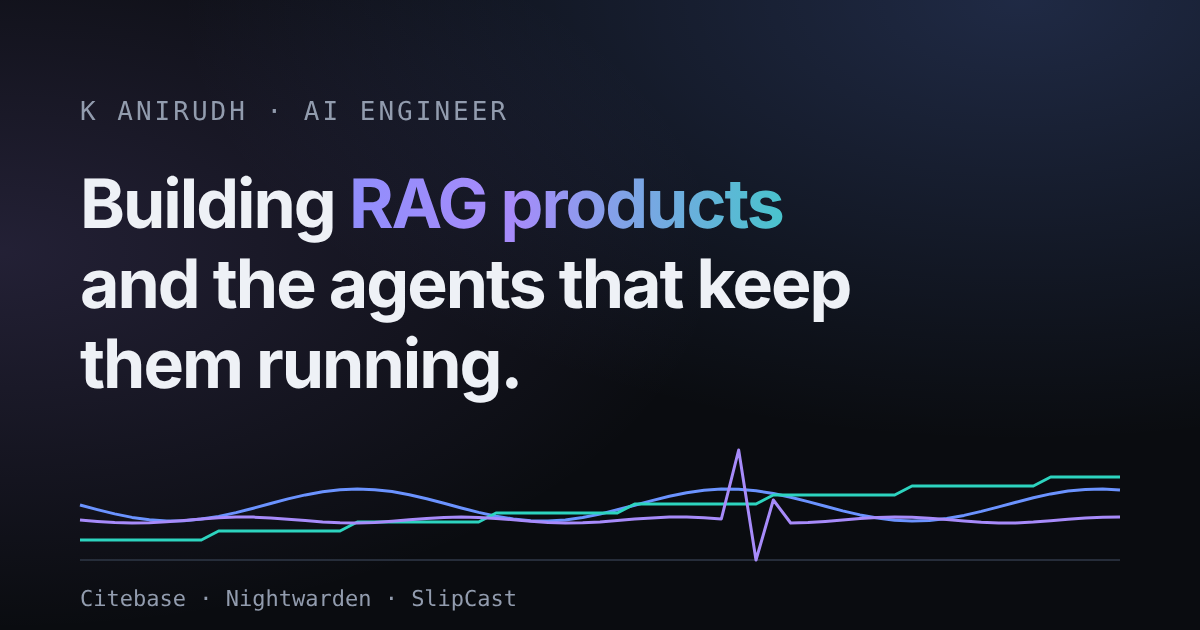 K ANIRUDH · AI ENGINEER
Building RAG products
and the agents that keep
them running.
Citebase · Nightwarden · SlipCast